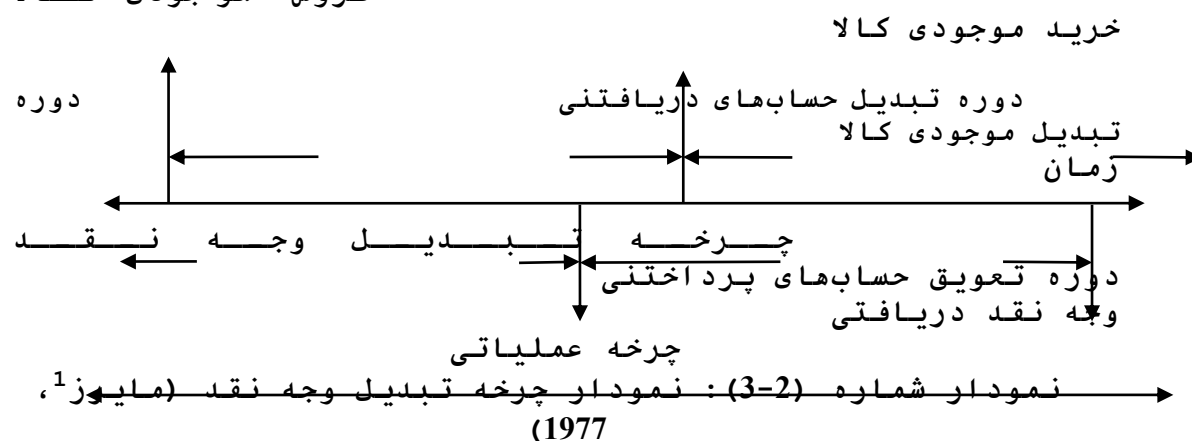 خرید موجودی کالا
دوره تبدیل حساب‌های دریافتنی دوره
تبدیل موجودی کالا
زمان
چرخه تبدیل وجه نقد
دوره تعویق حساب‌های پرداختنی
وجه نقد دریافتی
چرخه عملیاتی
نمودار شماره (2-3): نمودار چرخه تبدیل وجه نقد (مایرز1،
1977)